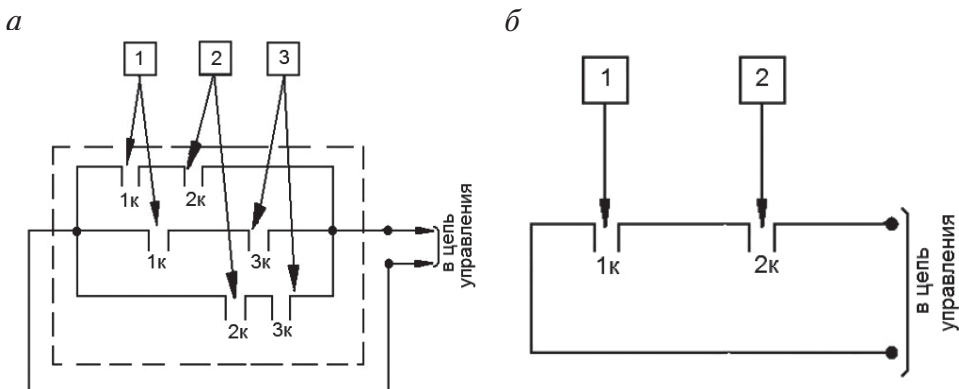 а
б
1 2 3
1 2
1к 2к
1к 3к
2к 3к
в цепь
управления
1к 2к
в цепь
управления